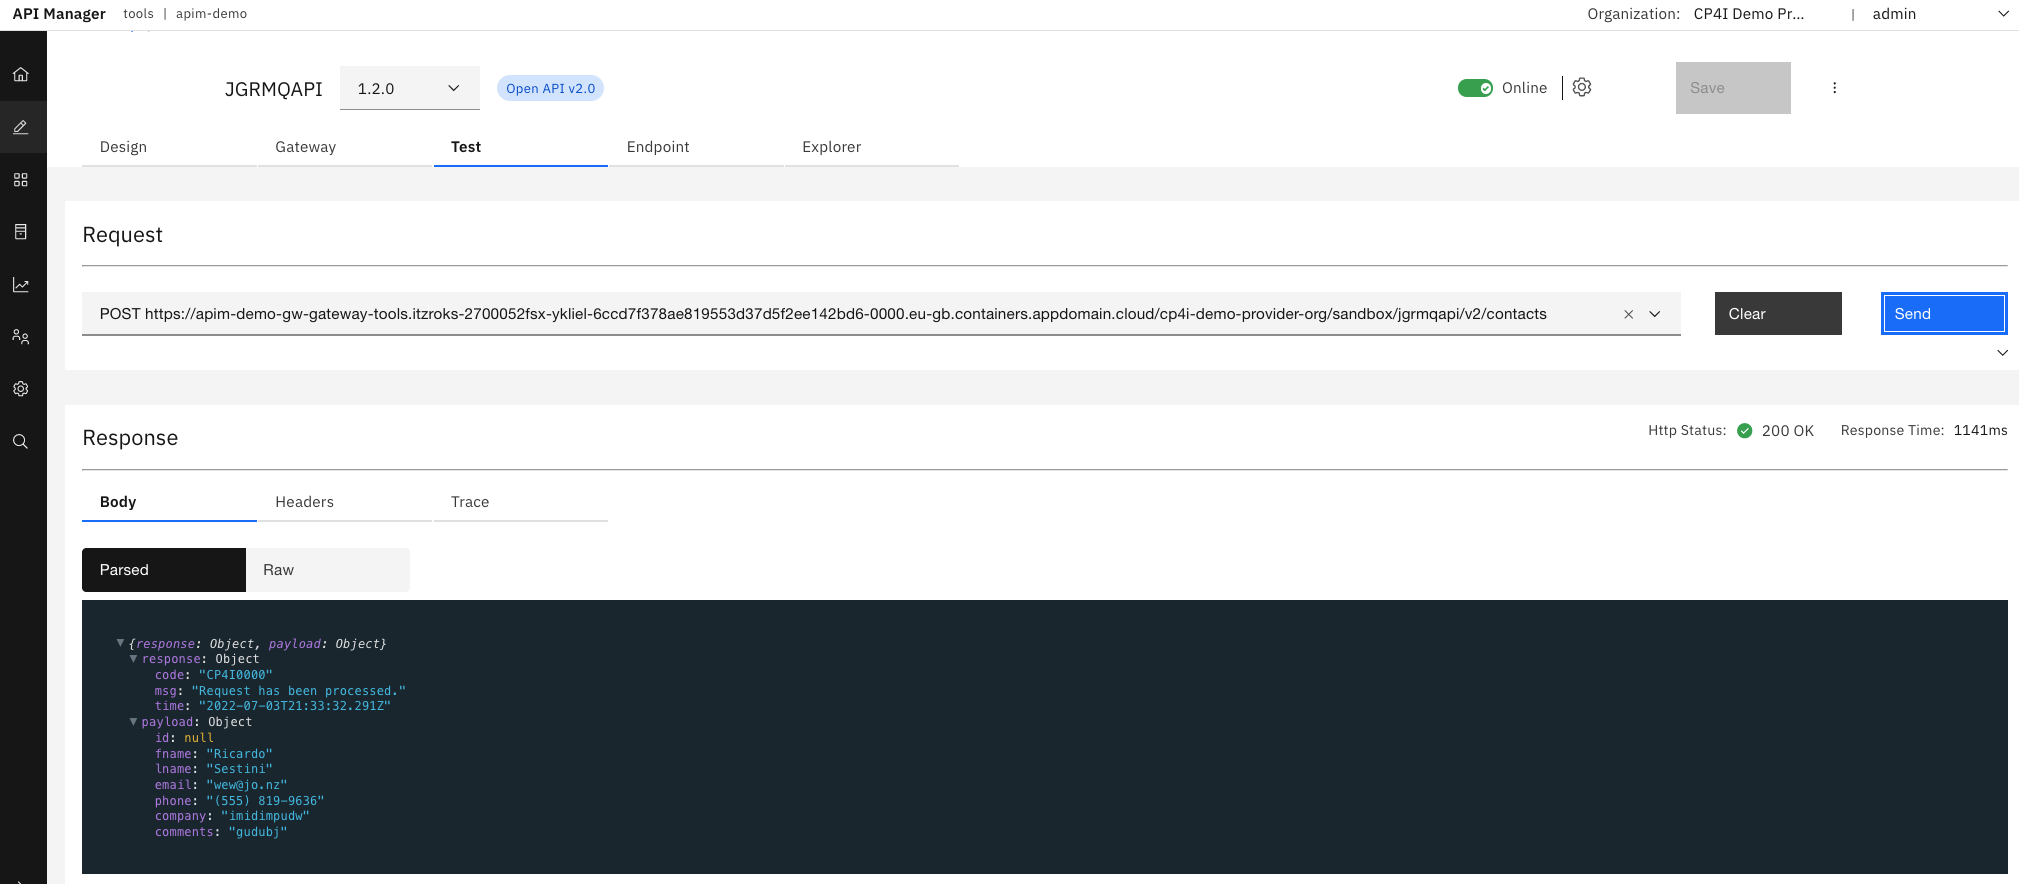 API Manager tools | apim-demo Organization: CP4I Demo Pr... | admin
JGRMQAPI 1.2.0 Open API v2.0 Online Save
Design Gateway Test Endpoint Explorer
Request
POST https://apim-demo-gw-gateway-tools.itzroks-2700052fsx-ykliel-6ccd7f378ae819553d37d5f2ee142bd6-0000.eu-gb.containers.appdomain.cloud/cp4i-demo-provider-org/sandbox/jgrmqapi/v2/contacts Clear Send
Response Http Status: 200 OK Response Time: 1141ms
Body Headers Trace
Parsed Raw
{response: Object, payload: Object}
response: Object
code: "CP4I0000"
msg: "Request has been processed."
time: "2022-07-03T21:33:32.291Z"
payload: Object
id: null
fname: "Ricardo"
lname: "Sestini"
email: "wew@jo.nz"
phone: "(555) 819-9636"
company: "imidimpudw"
comments: "gudubj"